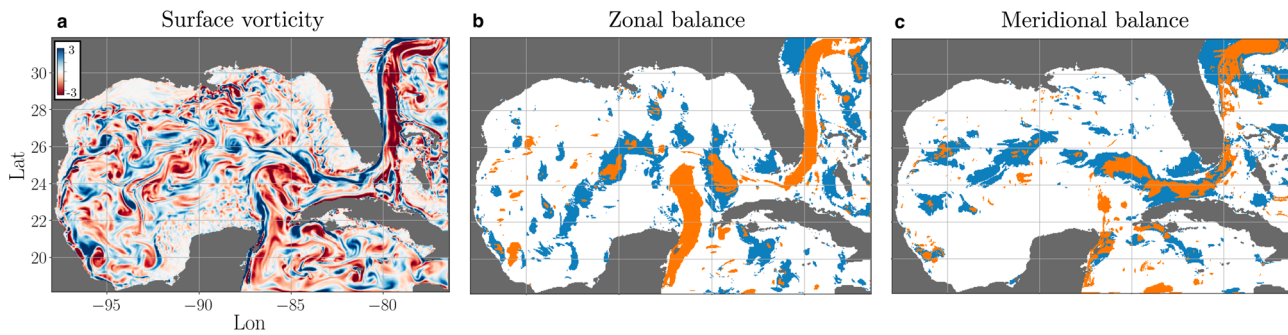 a Surface vorticity
b Zonal balance
c Meridional balance
3
-3
30
28
26
24
22
20
Lat
−95 −90 −85 −80
Lon